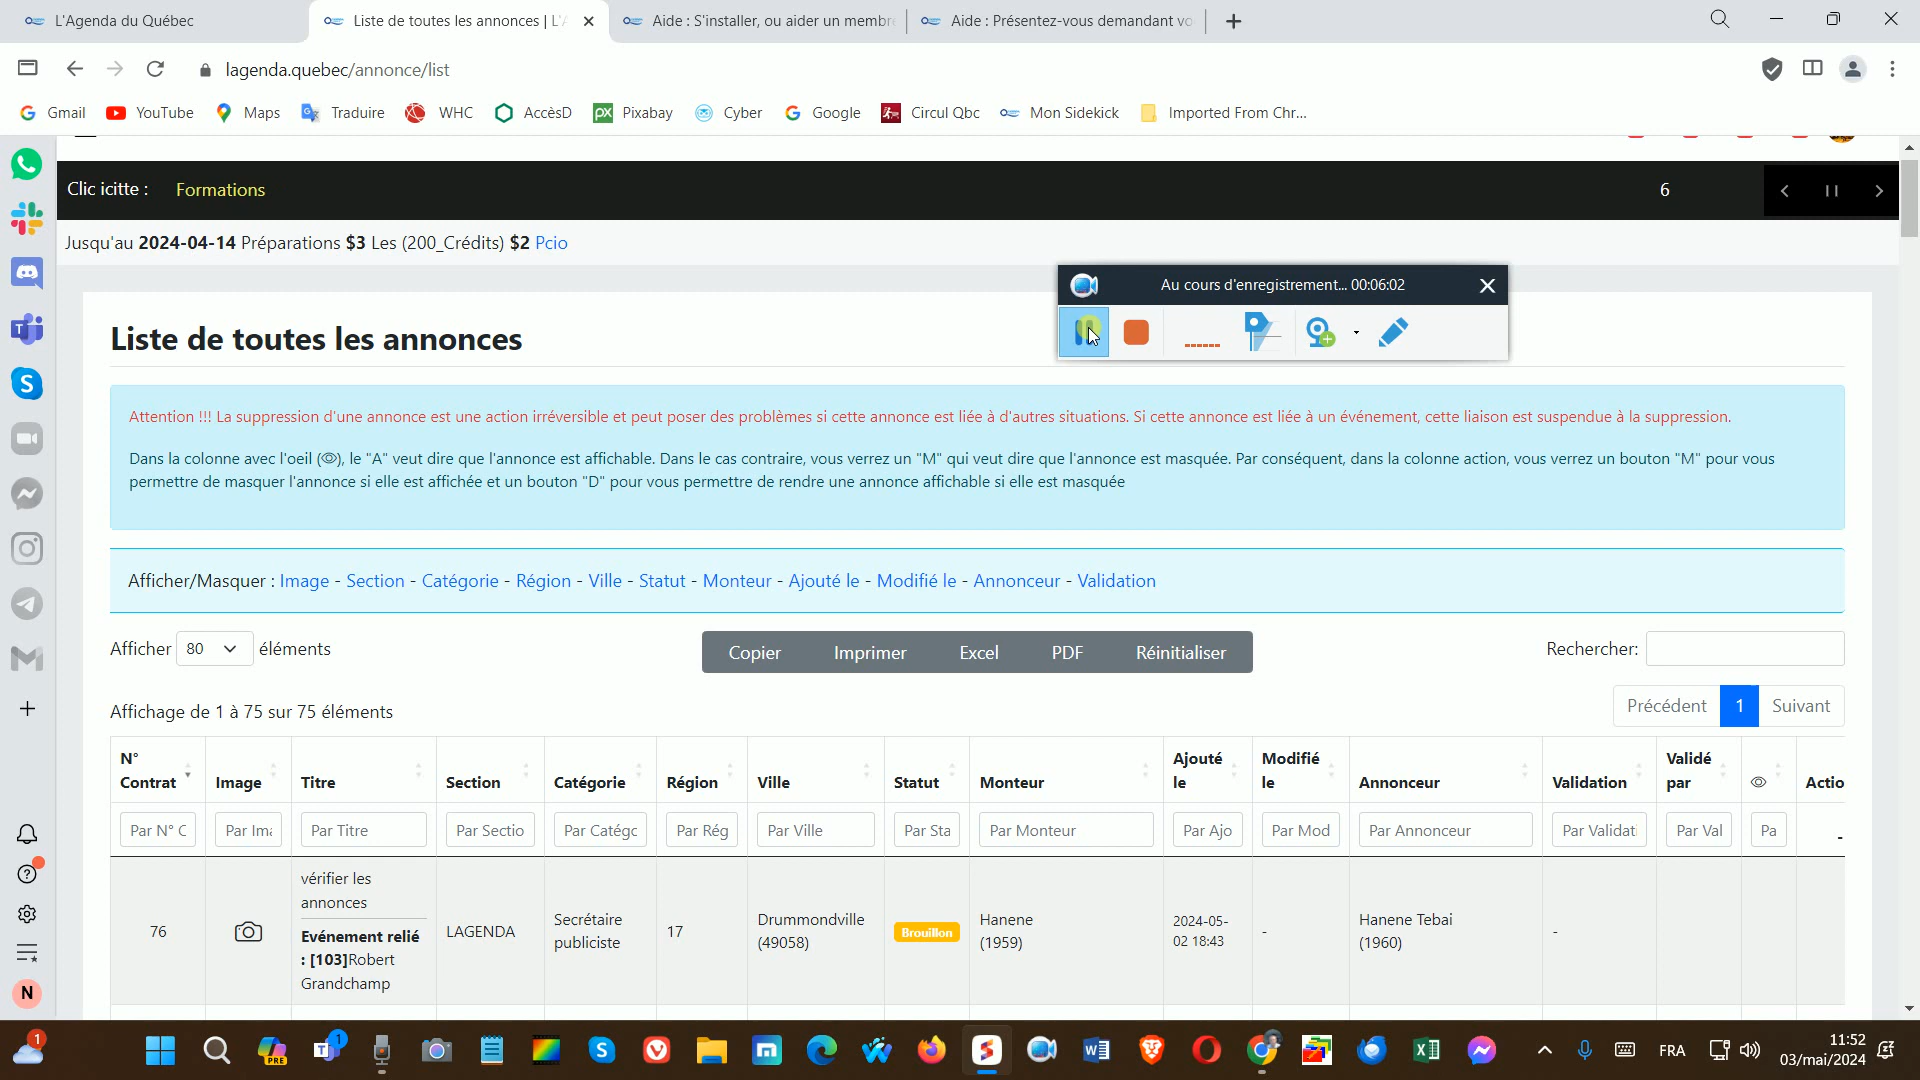 L'Agenda du Québec
Liste de toutes les annonces | L'A
Aide : S'installer, ou aider un membre
Aide : Présentez-vous demandant vo
lagenda.quebec/annonce/list
Gmail YouTube Maps Traduire WHC AccèsD Pixabay Cyber Google Circul Qbc Mon Sidekick Imported From Chr...
Clic icitte : Formations 6
Jusqu'au 2024-04-14 Préparations $3 Les (200_Crédits) $2 Pcio
Au cours d'enregistrement... 00:06:02
Liste de toutes les annonces
Attention !!! La suppression d'une annonce est une action irréversible et peut poser des problèmes si cette annonce est liée à d'autres situations. Si cette annonce est liée à un événement, cette liaison est suspendue à la suppression.
Dans la colonne avec l'oeil (), le "A" veut dire que l'annonce est affichable. Dans le cas contraire, vous verrez un "M" qui veut dire que l'annonce est masquée. Par conséquent, dans la colonne action, vous verrez un bouton "M" pour vous
permettre de masquer l'annonce si elle est affichée et un bouton "D" pour vous permettre de rendre une annonce affichable si elle est masquée
Afficher/Masquer : Image - Section - Catégorie - Région - Ville - Statut - Monteur - Ajouté le - Modifié le - Annonceur - Validation
Afficher 80 éléments
Copier Imprimer Excel PDF Réinitialiser
Rechercher:
Affichage de 1 à 75 sur 75 éléments
Précédent 1 Suivant
N° Contrat Image Titre Section Catégorie Région Ville Statut Monteur Ajouté le Modifié le Annonceur Validation Validé par Actio
Par N° C Par Ima Par Titre Par Sectio Par Catégo Par Rég Par Ville Par Sta Par Monteur Par Ajo Par Mod Par Annonceur Par Validati Par Val Pa -
vérifier les
annonces
Evénement relié
: [103]Robert
Grandchamp
76
LAGENDA
Secrétaire
publiciste
17
Drummondville
(49058)
Brouillon
Hanene
(1959)
2024-05-
02 18:43
-
Hanene Tebai
(1960)
-
N
1
PRE
1
FRA
11:52
03/mai/2024